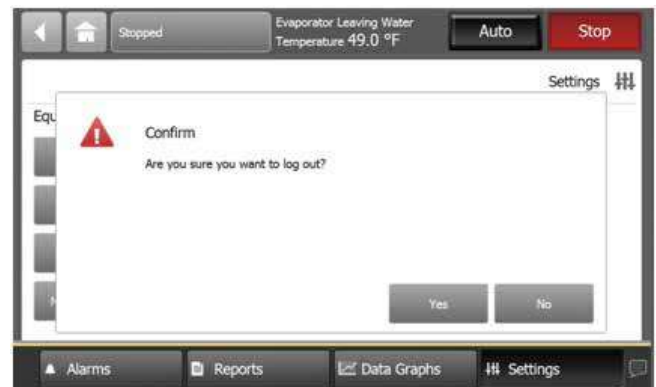 Stopped
Evaporator Leaving Water
Temperature 49.0 °F
Auto
Stop
Settings
Equ
Confirm
Are you sure you want to log out?
Yes
No
Alarms
Reports
Data Graphs
Settings